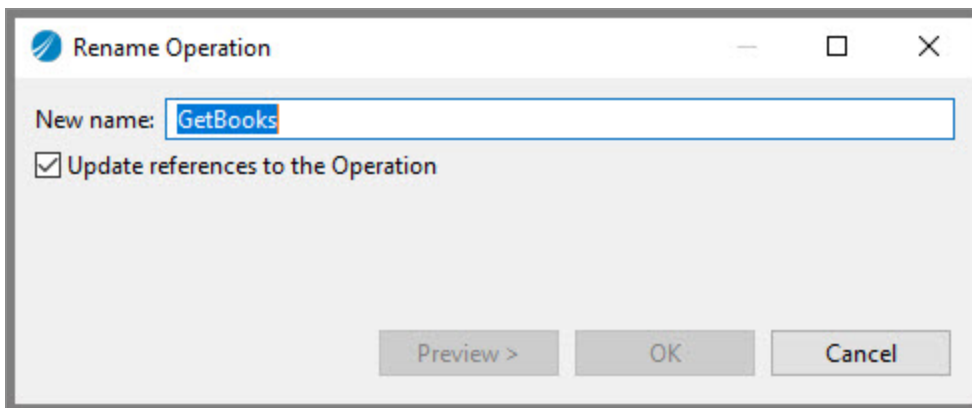 Rename Operation
New name: GetBooks
Update references to the Operation
Preview > OK Cancel